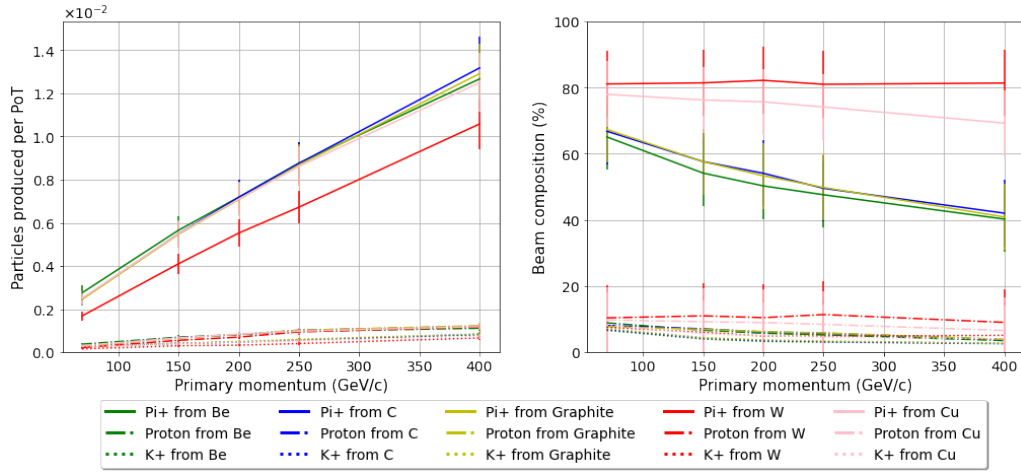 ×10⁻²
1.4
1.2
1.0
0.8
0.6
0.4
0.2
0.0
100 150 200 250 300 350 400
Particles produced per PoT
Primary momentum (GeV/c)
100
80
60
40
20
0
100 150 200 250 300 350 400
Beam composition (%)
Primary momentum (GeV/c)
Pi+ from Be Pi+ from C Pi+ from Graphite Pi+ from W Pi+ from Cu
Proton from Be Proton from C Proton from Graphite Proton from W Proton from Cu
K+ from Be K+ from C K+ from Graphite K+ from W K+ from Cu